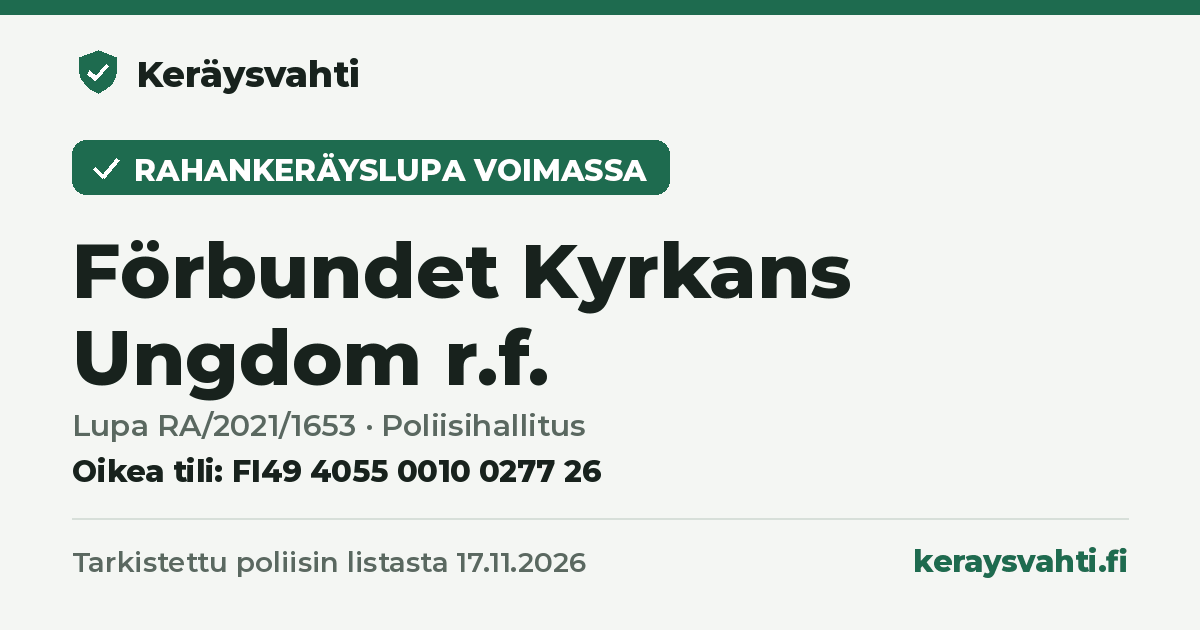 Keräysvahti
RAHANKERÄYSLUPA VOIMASSA
Förbundet Kyrkans
Ungdom r.f.
Lupa RA/2021/1653 · Poliisihallitus
Oikea tili: FI49 4055 0010 0277 26
Tarkistettu poliisin listasta 17.11.2026
keraysvahti.fi